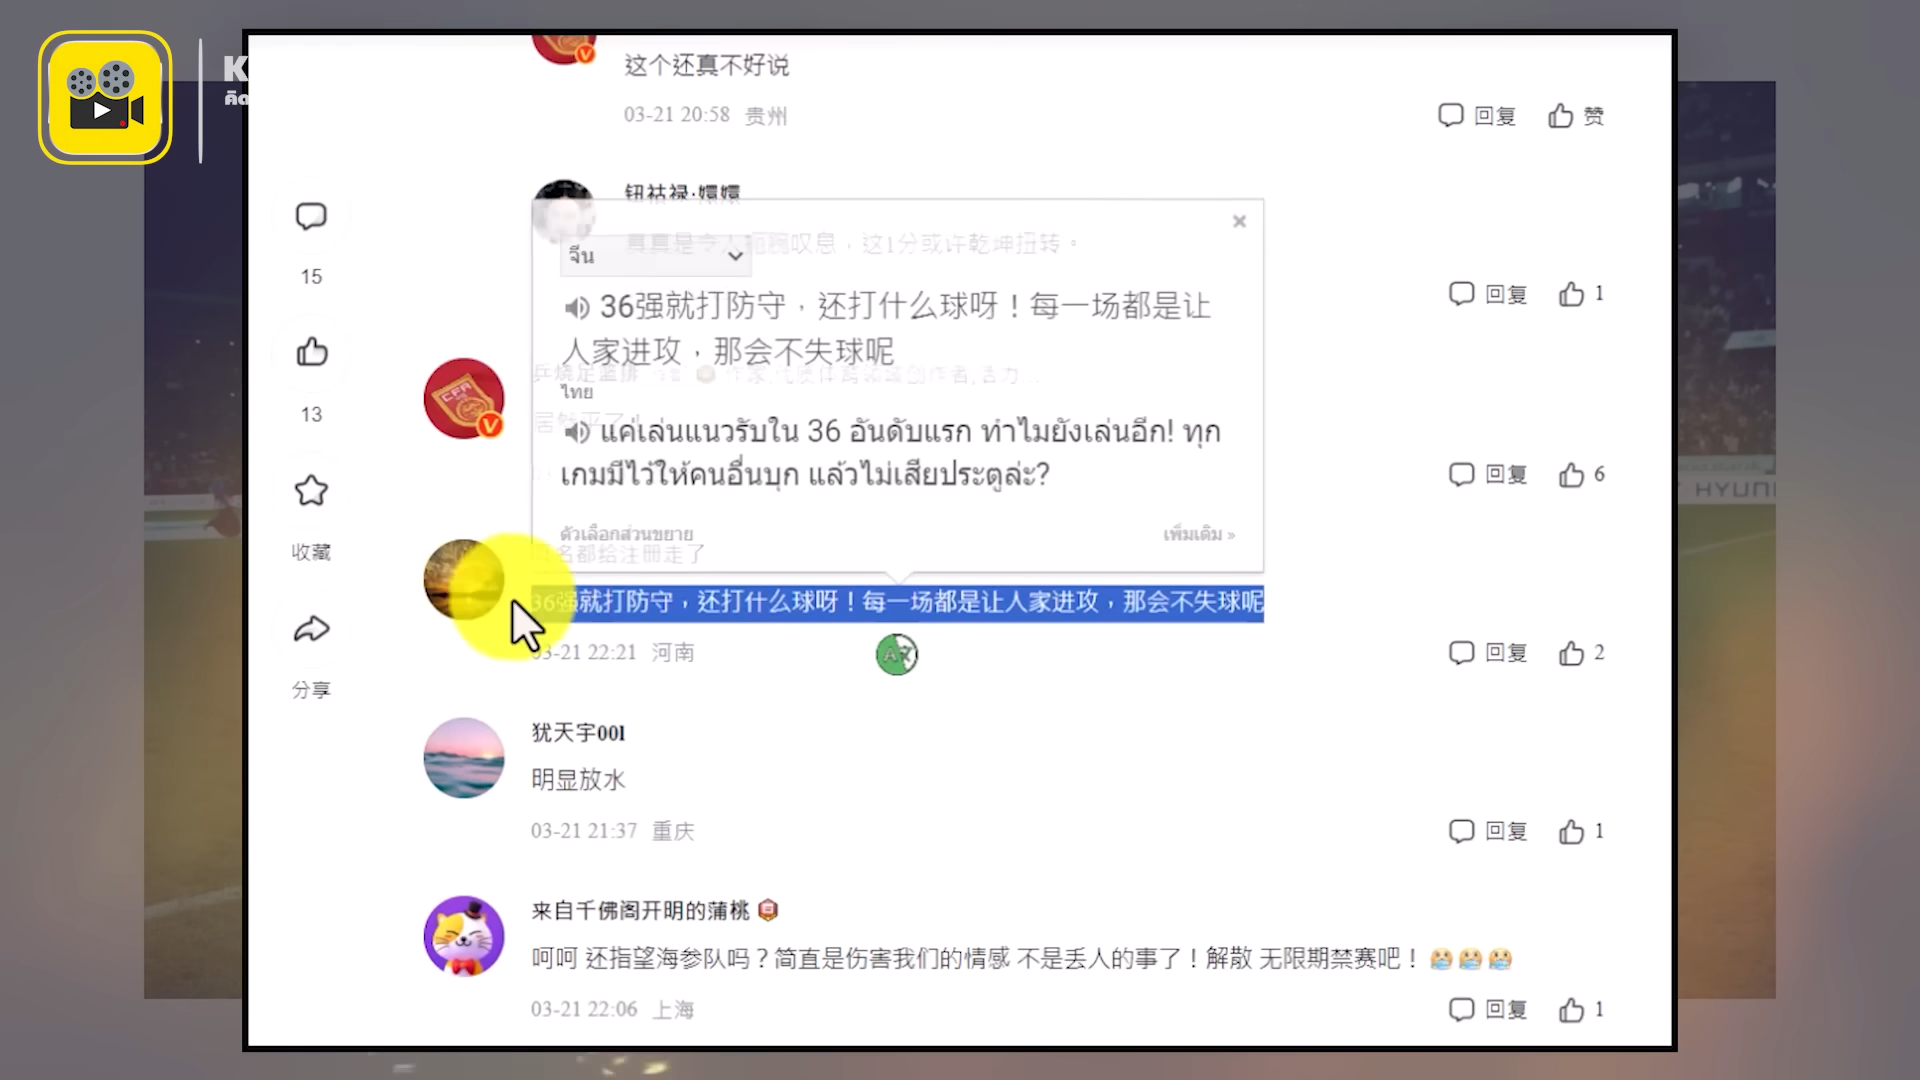 K
คิด
这个还真不好说
03-21 20:58 贵州
回复 赞
15
13
收藏
分享
钮祜禄·嬛嬛
真真是令人扼腕叹息，这1分或许乾坤扭转。
回复 1
จีน
36强就打防守，还打什么球呀！每一场都是让
人家进攻，那会不失球呢
ไทย
แค่เล่นแนวรับใน 36 อันดับแรก ทำไมยังเล่นอีก! ทุก
เกมมีไว้ให้คนอื่นบุก แล้วไม่เสียประตูล่ะ?
回复 6
ตัวเลือกส่วนขยาย
เพิ่มเติม »
名都给注册走了
36强就打防守，还打什么球呀！每一场都是让人家进攻，那会不失球呢
03-21 22:21 河南
回复 2
犹天宇00l
明显放水
03-21 21:37 重庆
回复 1
来自千佛阁开明的蒲桃
呵呵 还指望海参队吗？简直是伤害我们的情感 不是丢人的事了！解散 无限期禁赛吧！
03-21 22:06 上海
回复 1
HYUN